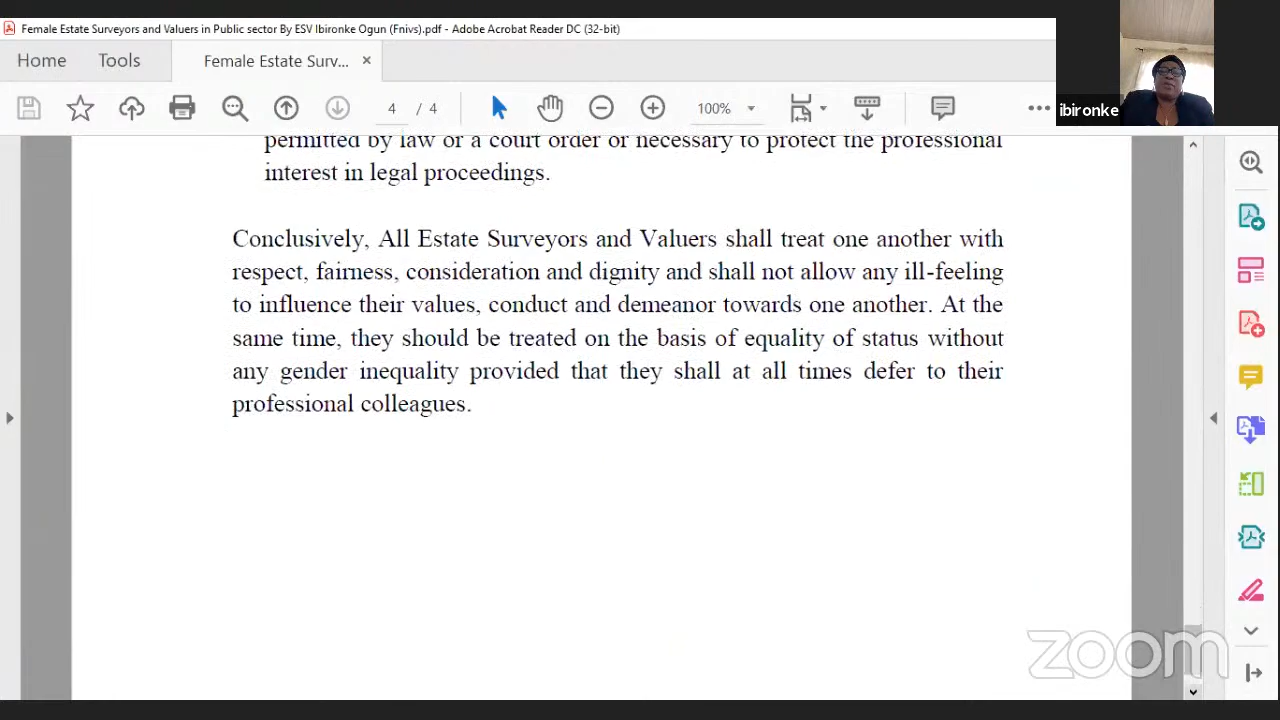 Female Estate Surveyors and Valuers in Public sector By ESV Ibironke Ogun (Fnivs).pdf - Adobe Acrobat Reader DC (32-bit)
Home
Tools
Female Estate Surv...
×
4 / 4
100%
ibironke
permitted by law or a court order or necessary to protect the professional
interest in legal proceedings.
Conclusively, All Estate Surveyors and Valuers shall treat one another with
respect, fairness, consideration and dignity and shall not allow any ill-feeling
to influence their values, conduct and demeanor towards one another. At the
same time, they should be treated on the basis of equality of status without
any gender inequality provided that they shall at all times defer to their
professional colleagues.
zoom